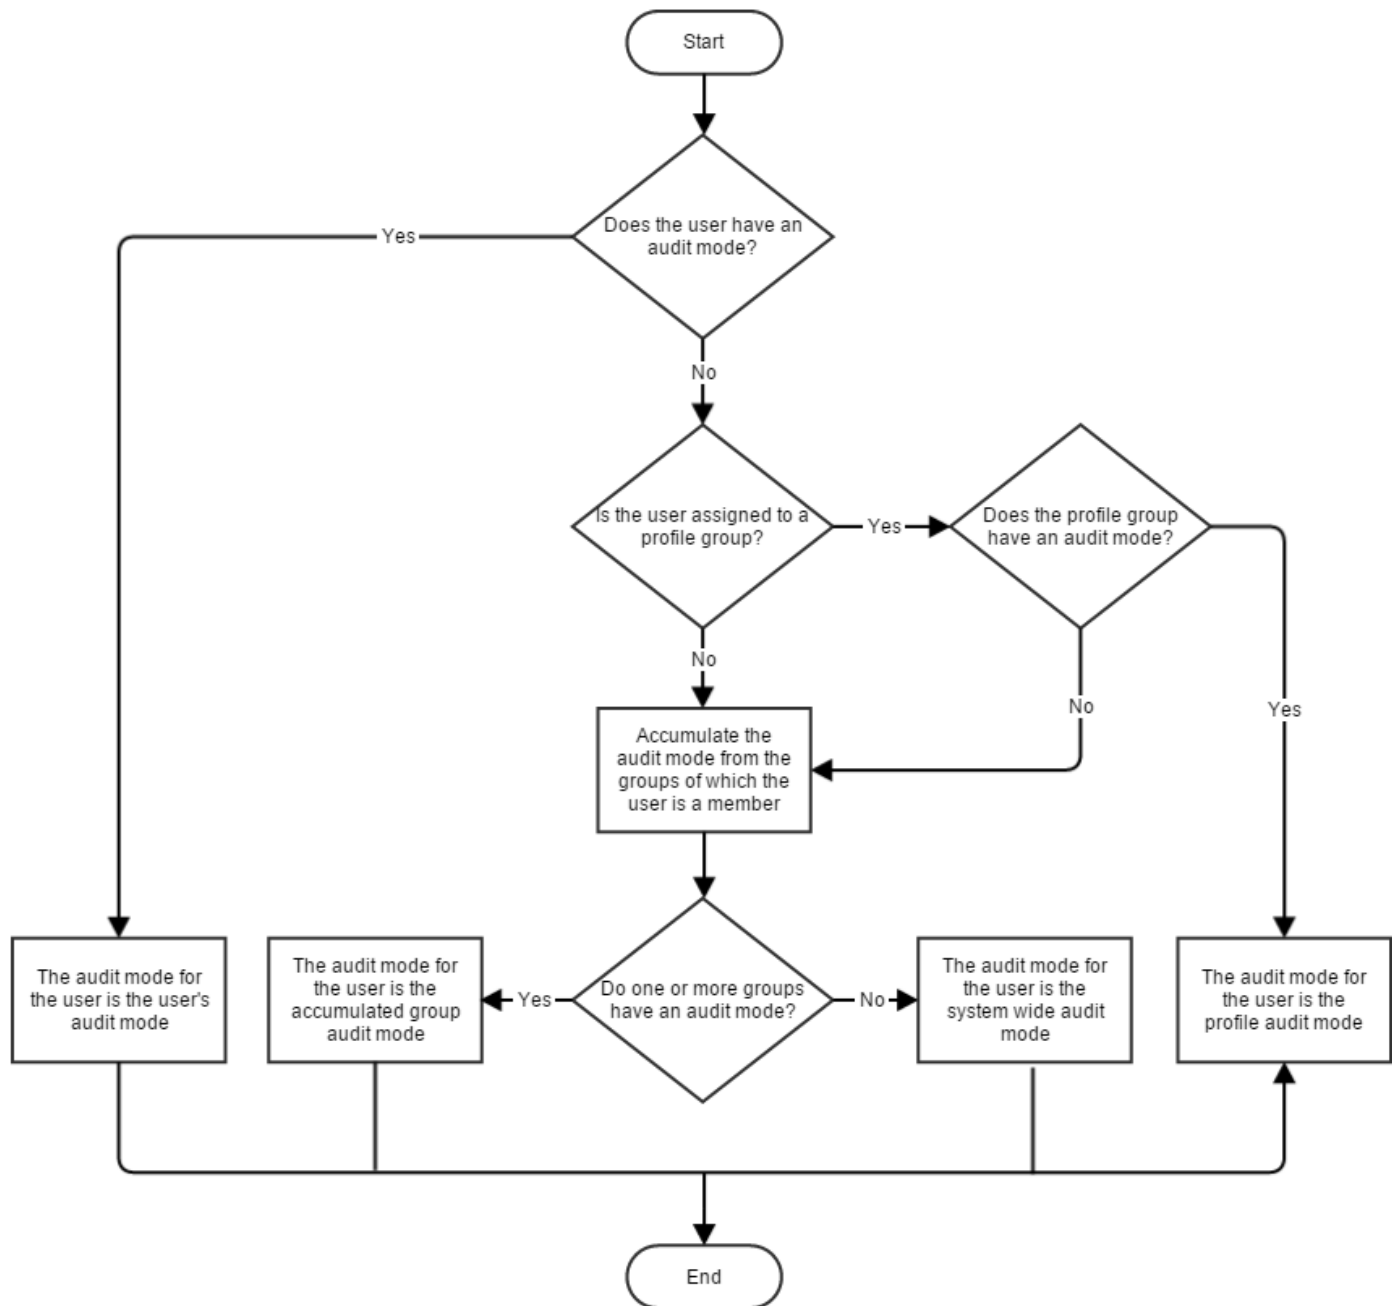 Start
Does the user have an
audit mode?
Yes
No
Is the user assigned to a
profile group?
Yes
Does the profile group
have an audit mode?
No
No
Yes
Accumulate the
audit mode from the
groups of which the
user is a member
The audit mode for
the user is the user's
audit mode
The audit mode for
the user is the
accumulated group
audit mode
Yes
Do one or more groups
have an audit mode?
No
The audit mode for
the user is the
system wide audit
mode
The audit mode for
the user is the
profile audit mode
End